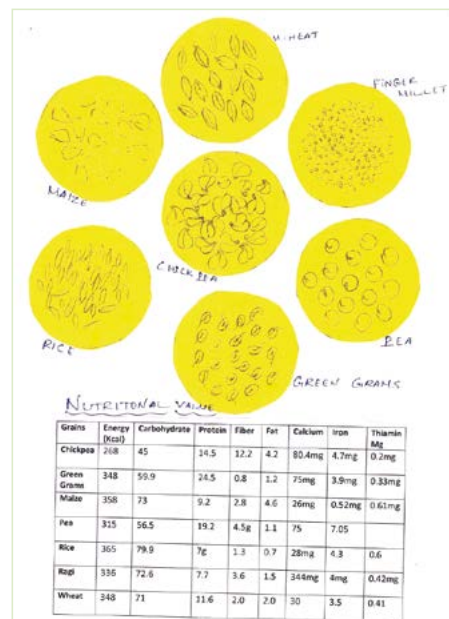 WHEAT
FINGER
MILLET
MAIZE
CHICK PEA
RICE
PEA
GREEN GRAMS
NUTRITONAL VALUE
Grains Energy (Kcal) Carbohydrate Protein Fiber Fat Calcium Iron Thiamin Mg
Chickpea 268 45 14.5 12.2 4.2 80.4mg 4.7mg 0.2mg
Green Grams 348 59.9 24.5 0.8 1.2 75mg 3.9mg 0.33mg
Maize 358 73 9.2 2.8 4.6 26mg 0.52mg 0.61mg
Pea 315 56.5 19.2 4.5g 1.1 75 7.05
Rice 365 79.9 7g 1.3 0.7 28mg 4.3 0.6
Ragi 336 72.6 7.7 3.6 1.5 344mg 4mg 0.42mg
Wheat 348 71 11.6 2.0 2.0 30 3.5 0.41